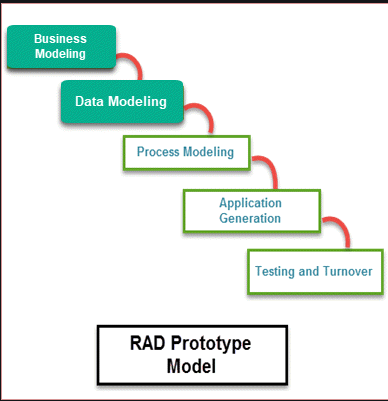 Business
Modeling
Data Modeling
Process Modeling
Application
Generation
Testing and Turnover
RAD Prototype
Model